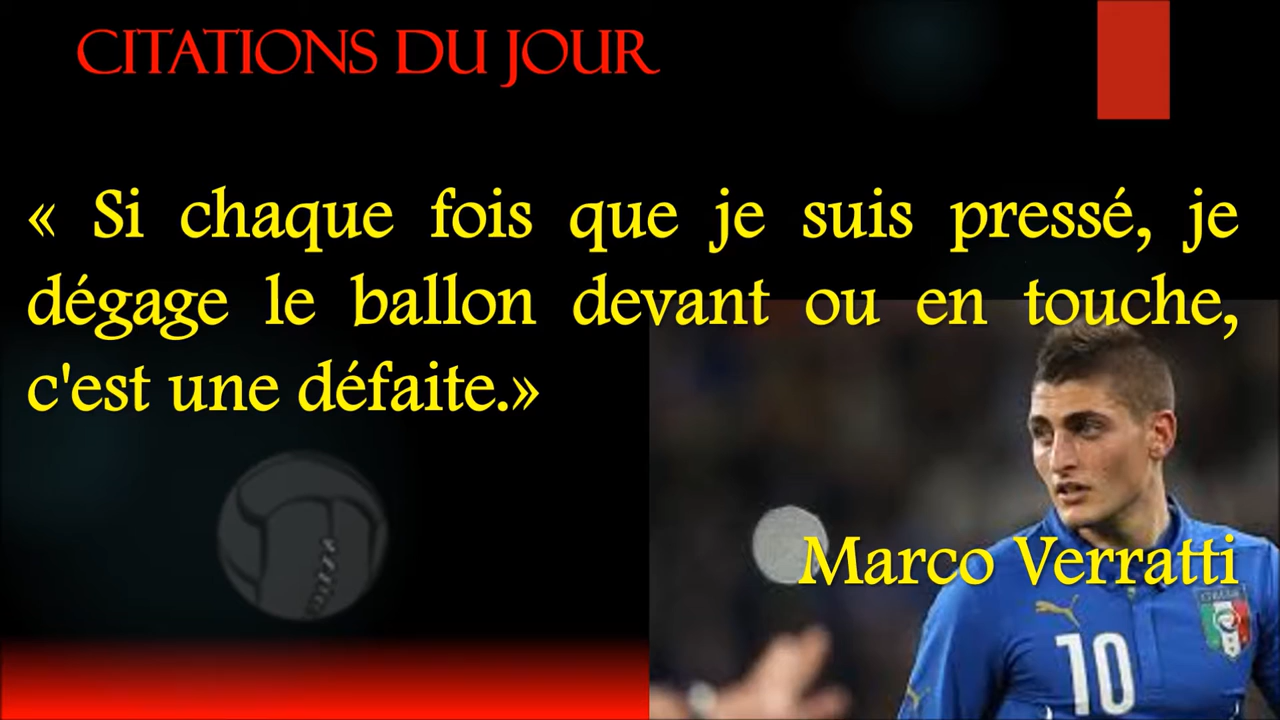 CITATIONS DU JOUR
« Si chaque fois que je suis pressé, je
dégage le ballon devant ou en touche,
c'est une défaite.»
Marco Verratti
ITALIA
10